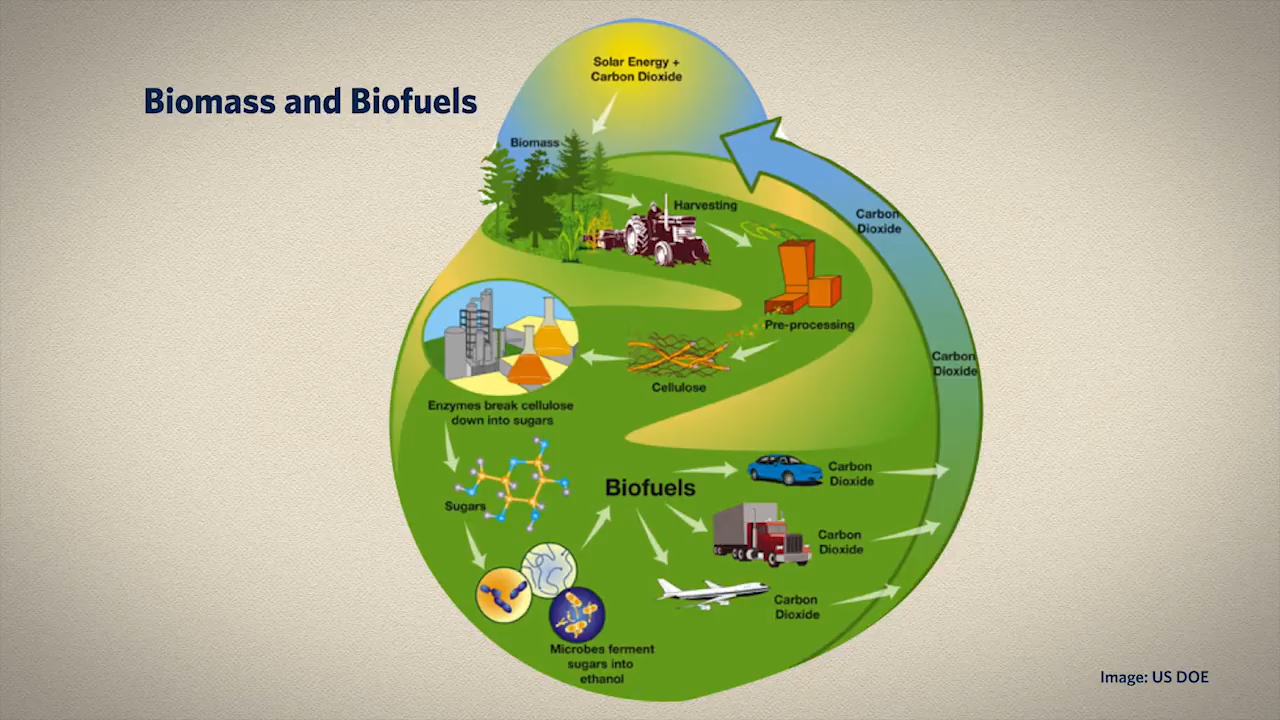 Biomass and Biofuels
Solar Energy +
Carbon Dioxide
Biomass
Harvesting
Carbon
Dioxide
Pre-processing
Cellulose
Carbon
Dioxide
Enzymes break cellulose
down into sugars
Sugars
Biofuels
Carbon
Dioxide
Carbon
Dioxide
Carbon
Dioxide
Microbes ferment
sugars into
ethanol
Image: US DOE